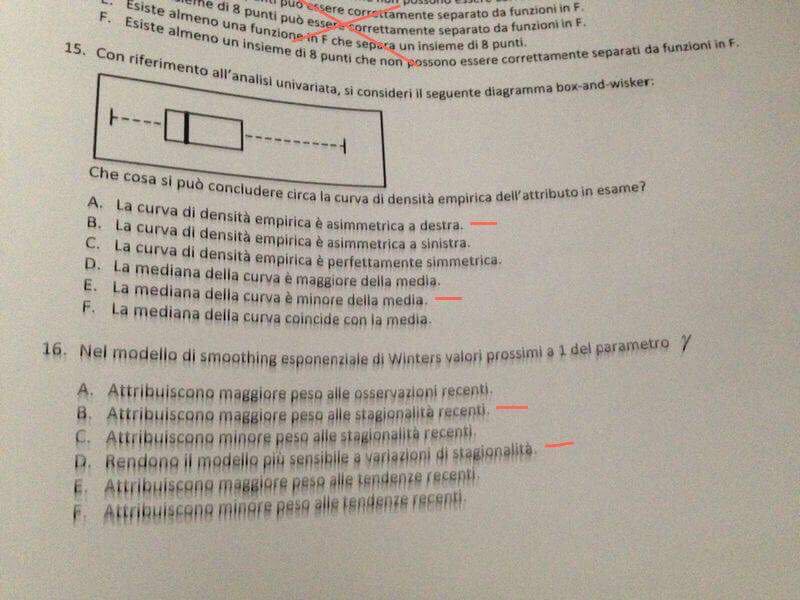 me di 8 punti può essere correttamente separato da funzioni in F.
E. Esiste almeno una funzione in F che separa un insieme di 8 punti.
F. Esiste almeno un insieme di 8 punti che non possono essere correttamente separati da funzioni in F.
15. Con riferimento all'analisi univariata, si consideri il seguente diagramma box-and-wisker:
Che cosa si può concludere circa la curva di densità empirica dell'attributo in esame?
A. La curva di densità empirica è asimmetrica a destra.
B. La curva di densità empirica è asimmetrica a sinistra.
C. La curva di densità empirica è perfettamente simmetrica.
D. La mediana della curva è maggiore della media.
E. La mediana della curva è minore della media.
F. La mediana della curva coincide con la media.
16. Nel modello di smoothing esponenziale di Winters valori prossimi a 1 del parametro γ
A. Attribuiscono maggiore peso alle osservazioni recenti.
B. Attribuiscono maggiore peso alle stagionalità recenti.
C. Attribuiscono minore peso alle stagionalità recenti.
D. Rendono il modello più sensibile a variazioni di stagionalità.
E. Attribuiscono maggiore peso alle tendenze recenti.
F. Attribuiscono minore peso alle tendenze recenti.